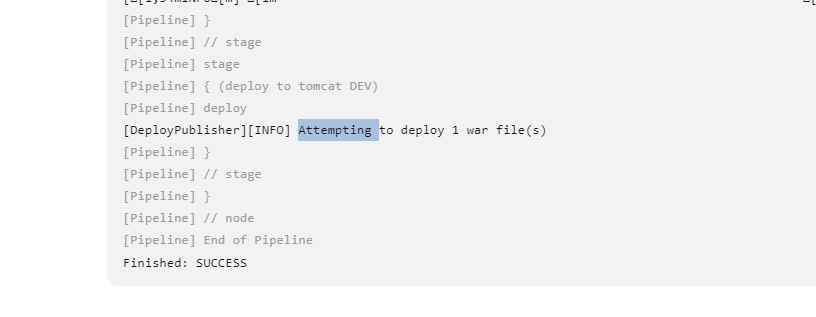 [Pipeline] }
[Pipeline] // stage
[Pipeline] stage
[Pipeline] { (deploy to tomcat DEV)
[Pipeline] deploy
[DeployPublisher][INFO] Attempting to deploy 1 war file(s)
[Pipeline] }
[Pipeline] // stage
[Pipeline] }
[Pipeline] // node
[Pipeline] End of Pipeline
Finished: SUCCESS